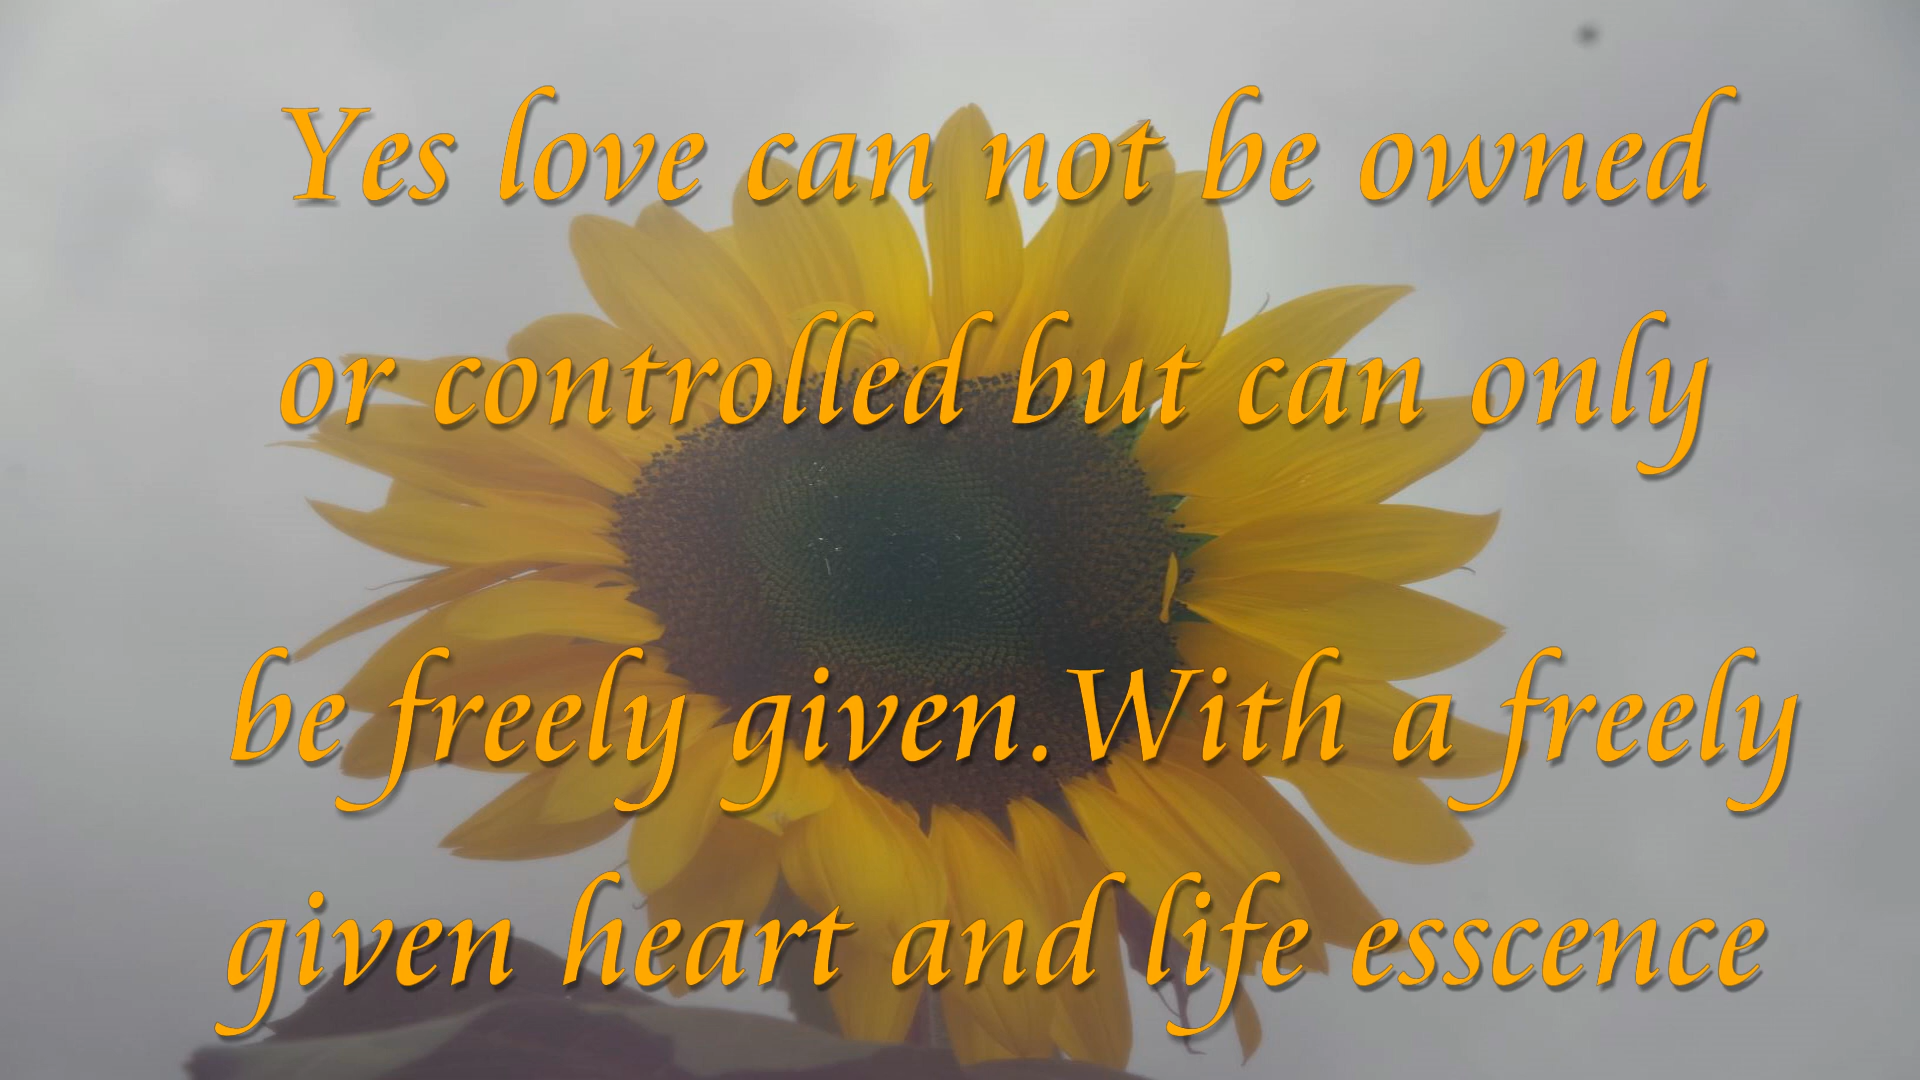 Yes love can not be owned
or controlled but can only
be freely given.With a freely
given heart and life esscence